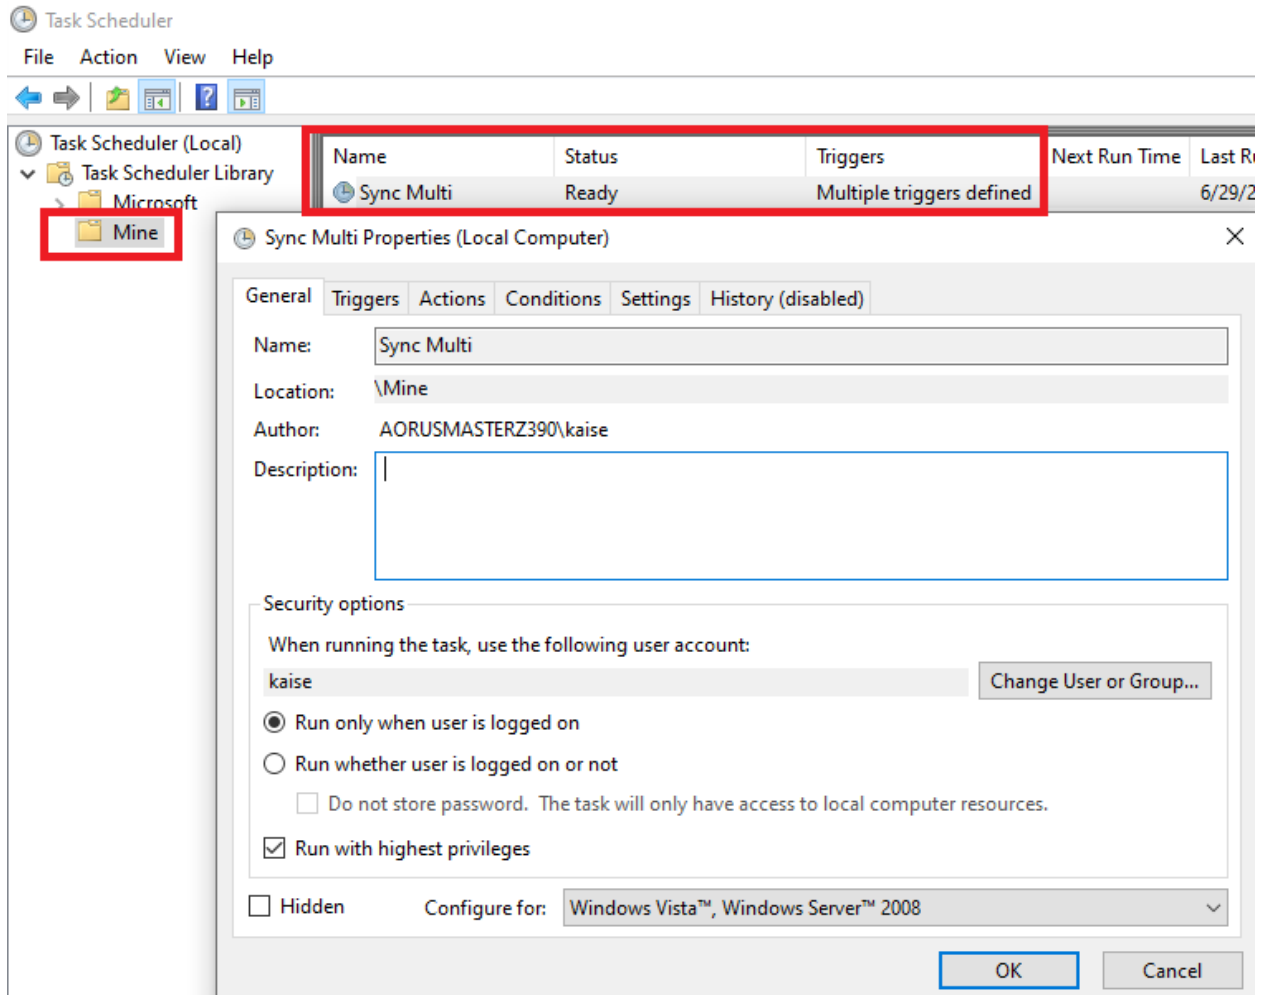 Task Scheduler
File Action View Help
Task Scheduler (Local)
Task Scheduler Library
Microsoft
Mine
Name Status Triggers Next Run Time Last Ru
Sync Multi Ready Multiple triggers defined 6/29/2
Sync Multi Properties (Local Computer)
General Triggers Actions Conditions Settings History (disabled)
Name: Sync Multi
Location: \Mine
Author: AORUSMASTERZ390\kaise
Description:
Security options
When running the task, use the following user account:
kaise Change User or Group...
Run only when user is logged on
Run whether user is logged on or not
Do not store password. The task will only have access to local computer resources.
Run with highest privileges
Hidden Configure for: Windows Vista™, Windows Server™ 2008
OK Cancel